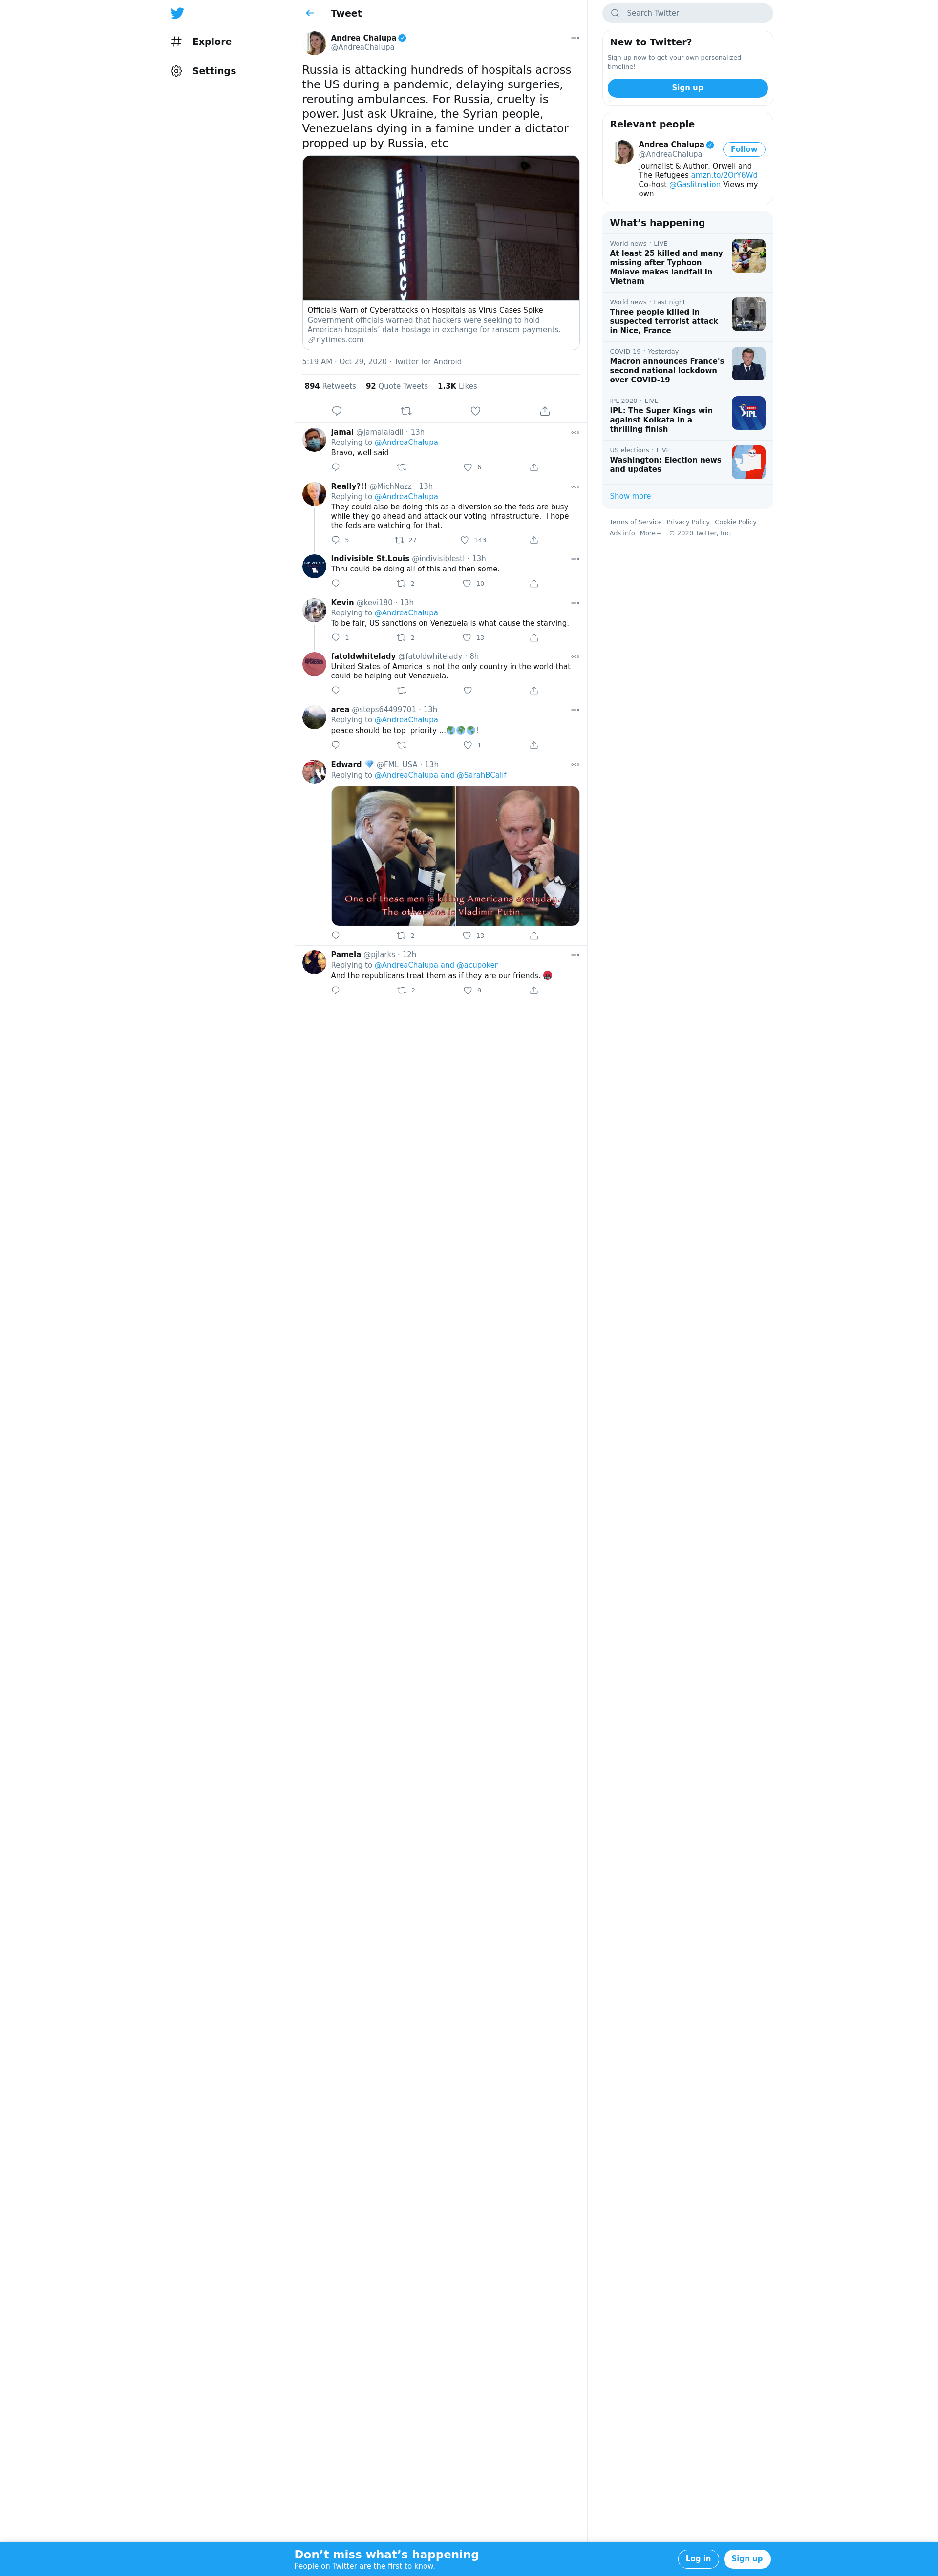 Explore
Settings
Tweet
Andrea Chalupa
@AndreaChalupa
Russia is attacking hundreds of hospitals across
the US during a pandemic, delaying surgeries,
rerouting ambulances. For Russia, cruelty is
power. Just ask Ukraine, the Syrian people,
Venezuelans dying in a famine under a dictator
propped up by Russia, etc
EMERGENCY
Officials Warn of Cyberattacks on Hospitals as Virus Cases Spike
Government officials warned that hackers were seeking to hold
American hospitals’ data hostage in exchange for ransom payments.
nytimes.com
5:19 AM · Oct 29, 2020 · Twitter for Android
894 Retweets 92 Quote Tweets 1.3K Likes
Jamal @jamalaladil · 13h
Replying to @AndreaChalupa
Bravo, well said
6
Really?!! @MichNazz · 13h
Replying to @AndreaChalupa
They could also be doing this as a diversion so the feds are busy
while they go ahead and attack our voting infrastructure. I hope
the feds are watching for that.
5 27 143
Indivisible St.Louis @indivisiblestl · 13h
Thru could be doing all of this and then some.
2 10
Kevin @kevi180 · 13h
Replying to @AndreaChalupa
To be fair, US sanctions on Venezuela is what cause the starving.
1 2 13
fatoldwhitelady @fatoldwhitelady · 8h
United States of America is not the only country in the world that
could be helping out Venezuela.
area @steps64499701 · 13h
Replying to @AndreaChalupa
peace should be top priority ...🌏🌍🌎!
1
Edward 💎 @FML_USA · 13h
Replying to @AndreaChalupa and @SarahBCalif
One of these men is killing Americans everyday.
The other one is Vladimir Putin.
2 13
Pamela @pjlarks · 12h
Replying to @AndreaChalupa and @acupoker
And the republicans treat them as if they are our friends. 🤬
2 9
Search Twitter
New to Twitter?
Sign up now to get your own personalized
timeline!
Sign up
Relevant people
Andrea Chalupa
@AndreaChalupa
Follow
Journalist & Author, Orwell and
The Refugees amzn.to/2OrY6Wd
Co-host @Gaslitnation Views my
own
What’s happening
World news · LIVE
At least 25 killed and many
missing after Typhoon
Molave makes landfall in
Vietnam
World news · Last night
Three people killed in
suspected terrorist attack
in Nice, France
COVID-19 · Yesterday
Macron announces France's
second national lockdown
over COVID-19
IPL 2020 · LIVE
IPL: The Super Kings win
against Kolkata in a
thrilling finish
IPL
US elections · LIVE
Washington: Election news
and updates
Show more
Terms of Service Privacy Policy Cookie Policy
Ads info More © 2020 Twitter, Inc.
Don’t miss what’s happening
People on Twitter are the first to know.
Log in
Sign up